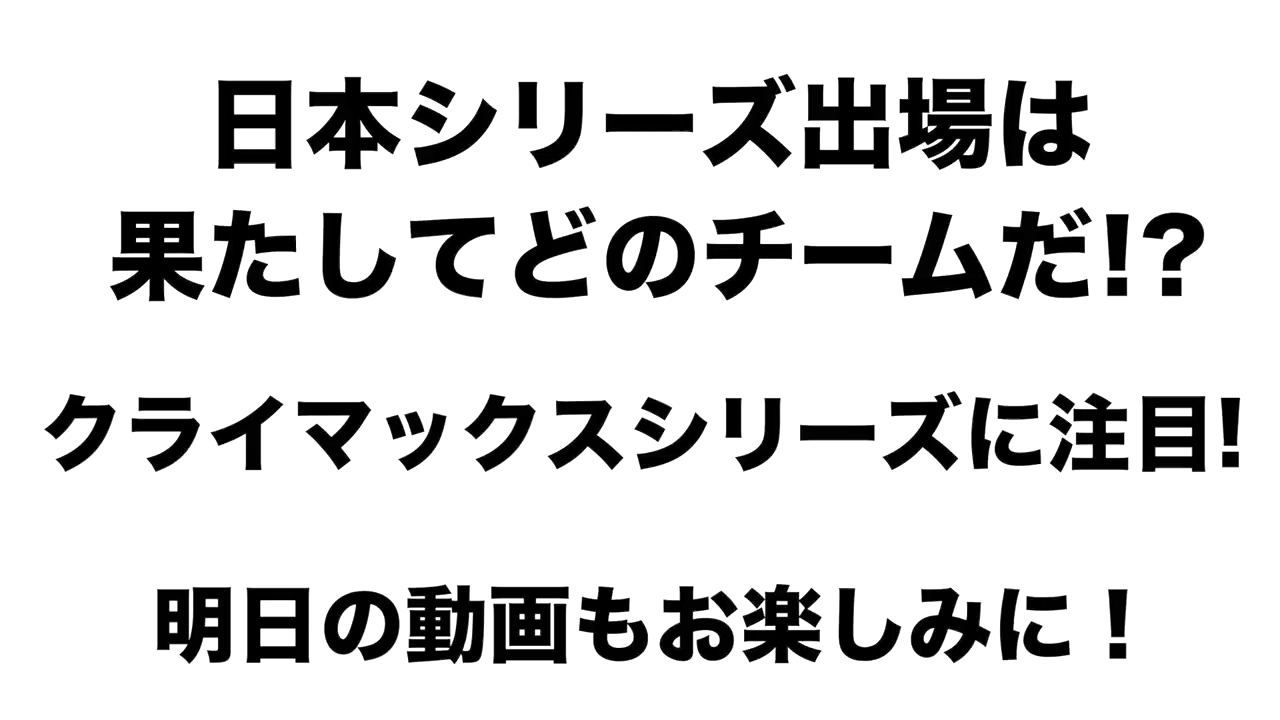 日本シリーズ出場は
果たしてどのチームだ!?
クライマックスシリーズに注目!
明日の動画もお楽しみに！